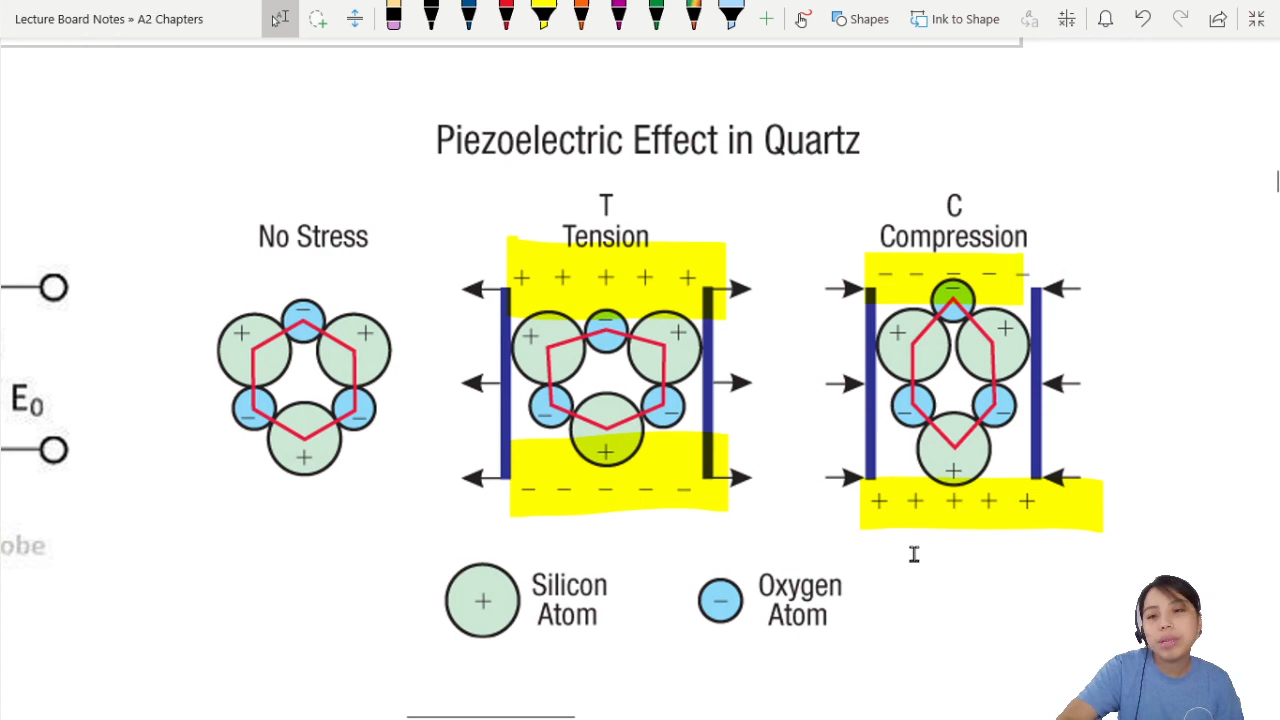 Lecture Board Notes » A2 Chapters
Shapes
Ink to Shape
Piezoelectric Effect in Quartz
No Stress
T
Tension
C
Compression
+ + + + +
− − − − −
− + +
− +
+ − +
− −
+
− − +
− − − − −
+ + + + +
E₀
obe
+ Silicon
Atom
− Oxygen
Atom